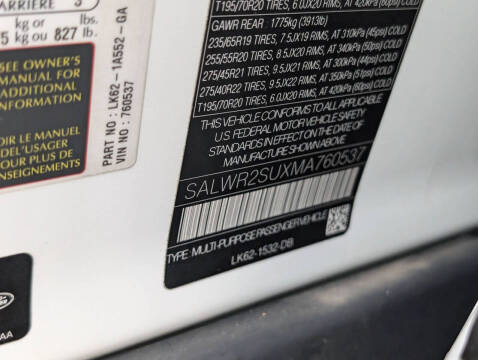 ARRIÈRE 3
kg or lbs.
5 kg ou 827 lb.
SEE OWNER'S
MANUAL FOR
ADDITIONAL
INFORMATION
OIR LE MANUEL
DE L'USAGER
POUR PLUS DE
NSEIGNEMENTS
PART NO : LK62 -1A552 -GA
VIN NO : 760537
T195/70R20 TIRES, 6.0JX20 RIMS, AT 420kPa (60psi) COLD
GAWR REAR : 1775kg (3913lb)
235/65R19 TIRES, 7.5JX19 RIMS, AT 310kPa (45psi) COLD
255/55R20 TIRES, 8.5JX20 RIMS, AT 340kPa (50psi) COLD
275/45R21 TIRES, 9.5JX21 RIMS, AT 300kPa (44psi) COLD
275/40R22 TIRES, 9.5JX22 RIMS, AT 350kPa (51psi) COLD
T195/70R20 TIRES, 6.0JX20 RIMS, AT 420kPa (60psi) COLD
THIS VEHICLE CONFORMS TO ALL APPLICABLE
U.S FEDERAL MOTOR VEHICLE SAFETY
STANDARDS IN EFFECT ON THE DATE OF
MANUFACTURE SHOWN ABOVE
SALWR2SUXMA760537
TYPE: MULTI-PURPOSE PASSENGER VEHICLE
LK62-1532-DB
AA